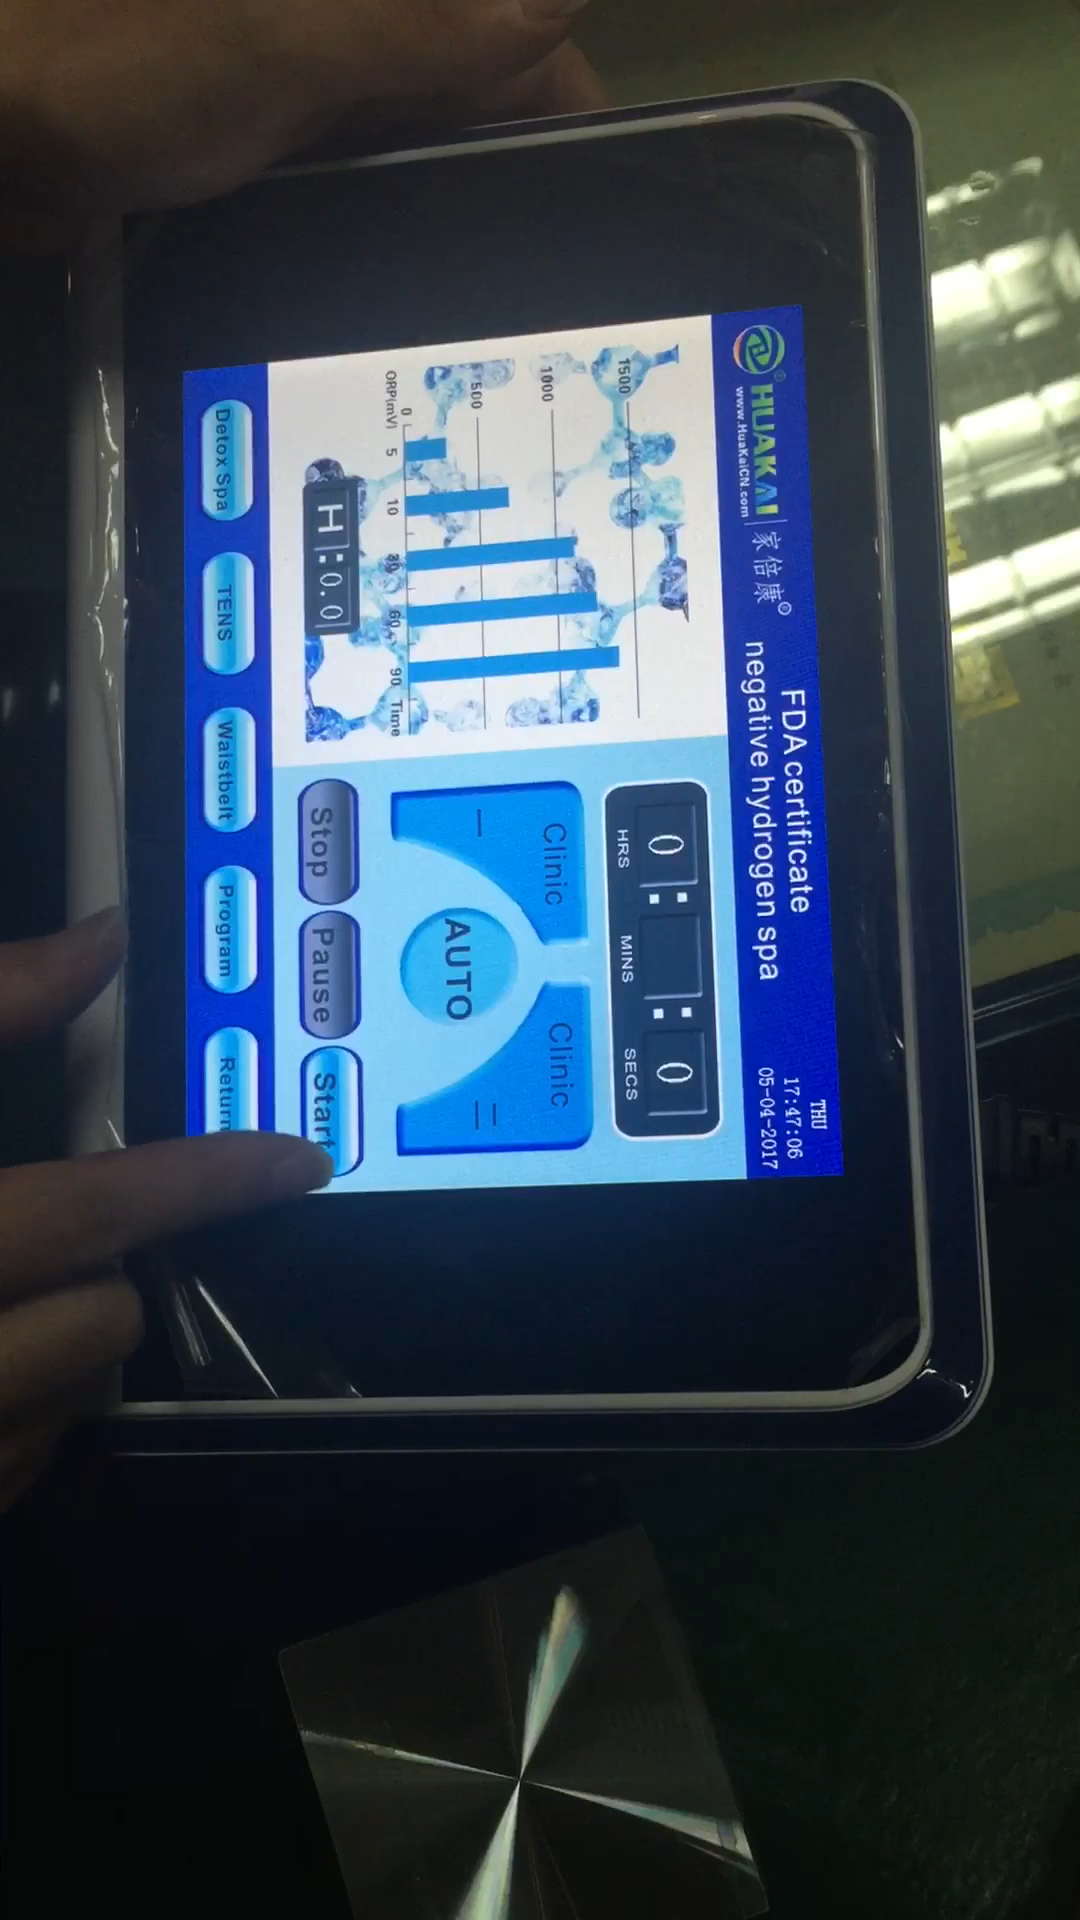 HUAKAI 家倍康®
www.HuaKaiCN.com
FDA certificate
negative hydrogen spa
THU
17:47:06
05-04-2017
1500
1000
500
0
ORP(mV)
5 10 30 60 90 Time
H:0.0
0 : : 0
HRS MINS SECS
Clinic Clinic
I II
AUTO
Stop Pause Start
Detox Spa TENS Waistbelt Program Return